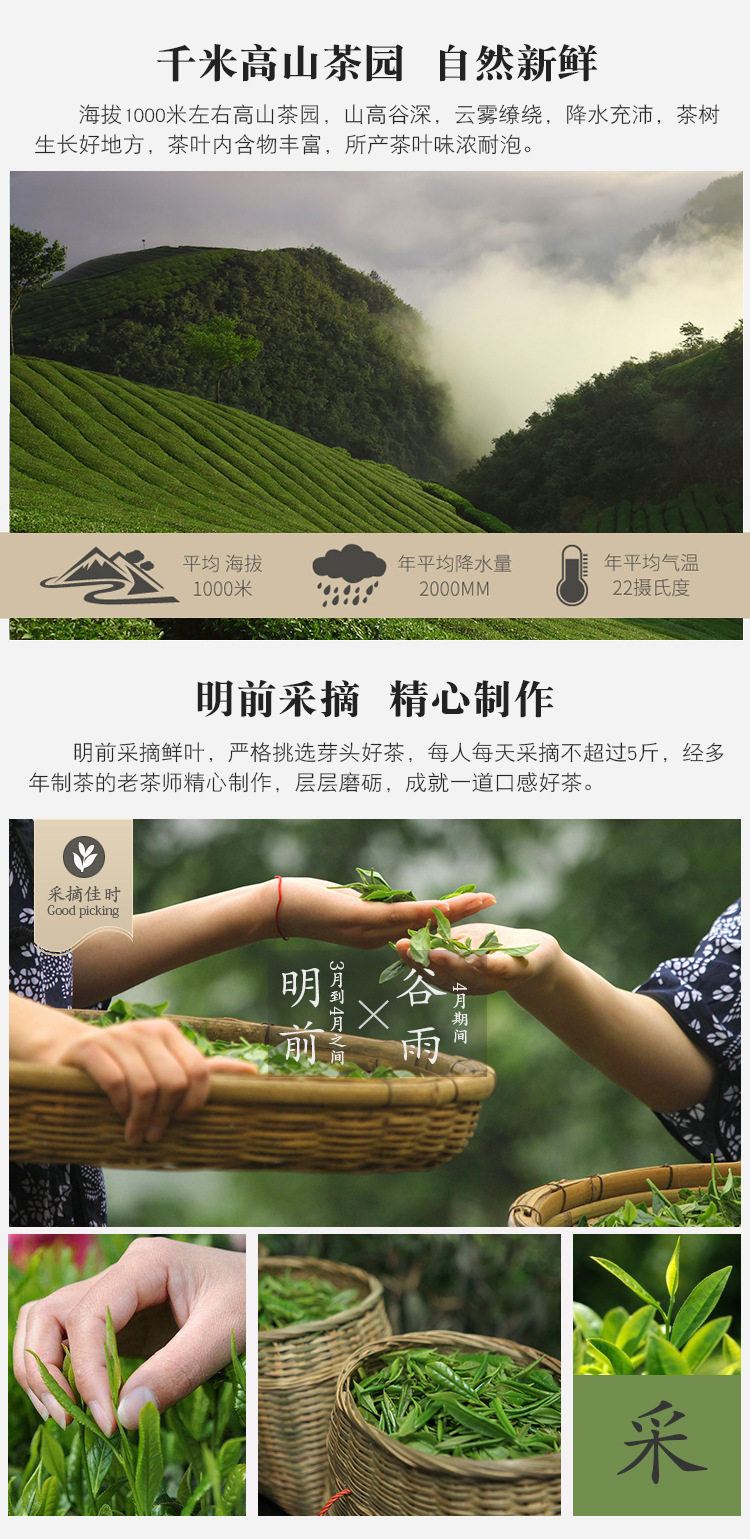 千米高山茶园 自然新鲜
海拔1000米左右高山茶园，山高谷深，云雾缭绕，降水充沛，茶树
生长好地方，茶叶内含物丰富，所产茶叶味浓耐泡。
平均 海拔
1000米
年平均降水量
2000MM
年平均气温
22摄氏度
明前采摘 精心制作
明前采摘鲜叶，严格挑选芽头好茶，每人每天采摘不超过5斤，经多
年制茶的老茶师精心制作，层层磨砺，成就一道口感好茶。
采摘佳时
Good picking
明前
3月到4月之间
谷雨
4月期间
采